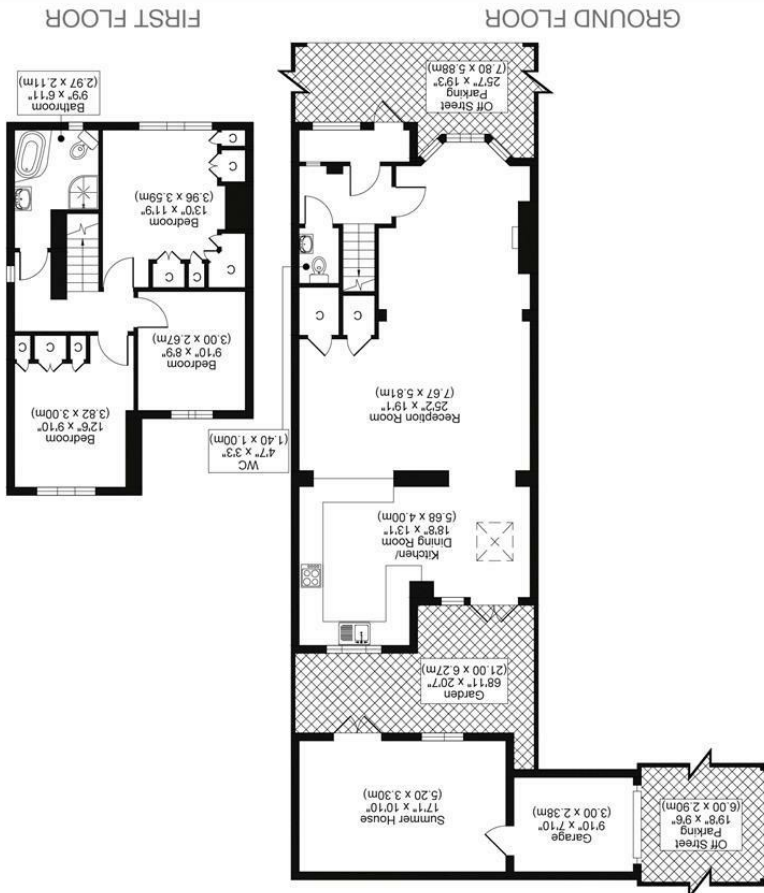 Off Street
Parking
19'8" x 9'6"
(6.00 x 2.90m)
Garage
9'10" x 7'10"
(3.00 x 2.38m)
Summer House
17'1" x 10'10"
(5.20 x 3.30m)
Garden
68'11" x 20'7"
(21.00 x 6.27m)
Kitchen/
Dining Room
18'8" x 13'1"
(5.68 x 4.00m)
Reception Room
25'2" x 19'1"
(7.67 x 5.81m)
C
C
WC
4'7" x 3'3"
(1.40 x 1.00m)
Off Street
Parking
25'7" x 19'3"
(7.80 x 5.88m)
GROUND FLOOR
Bedroom
12'6" x 9'10"
(3.82 x 3.00m)
C
C
C
Bedroom
9'10" x 8'9"
(3.00 x 2.67m)
C
C
C
Bedroom
13'0" x 11'9"
(3.96 x 3.59m)
C
C
Bathroom
9'9" x 6'11"
(2.97 x 2.11m)
FIRST FLOOR